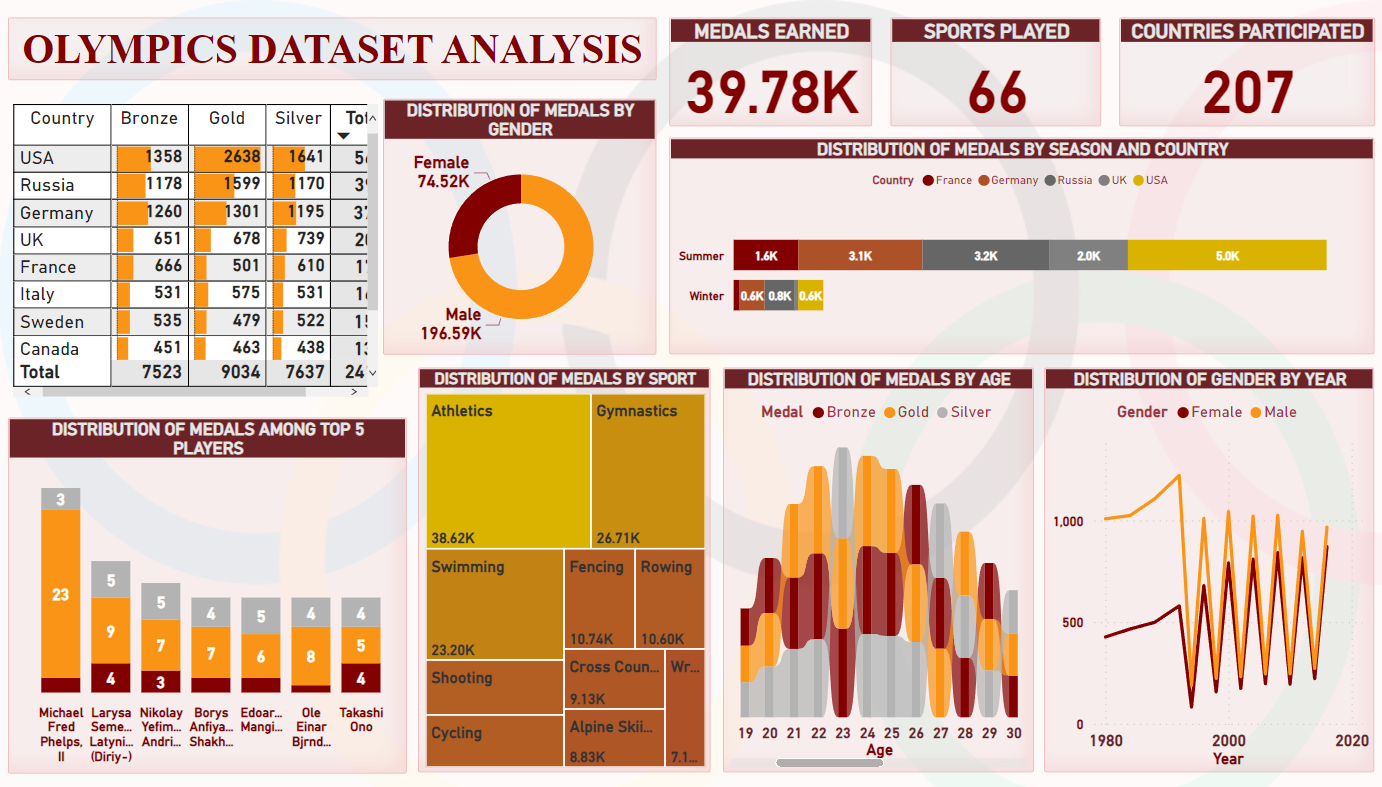 OLYMPICS DATASET ANALYSIS
MEDALS EARNED
39.78K
SPORTS PLAYED
66
COUNTRIES PARTICIPATED
207
Country Bronze Gold Silver
USA 1358 2638 1641
Russia 1178 1599 1170
Germany 1260 1301 1195
UK 651 678 739
France 666 501 610
Italy 531 575 531
Sweden 535 479 522
Canada 451 463 438
Total 7523 9034 7637
DISTRIBUTION OF MEDALS BY
GENDER
Female
74.52K
Male
196.59K
DISTRIBUTION OF MEDALS BY SEASON AND COUNTRY
Country France Germany Russia UK USA
Summer 1.6K 3.1K 3.2K 2.0K 5.0K
Winter 0.6K 0.8K 0.6K
DISTRIBUTION OF MEDALS AMONG TOP 5
PLAYERS
3
23
5
9
4
5
7
3
4
7
5
6
4
8
4
5
4
Michael
Fred
Phelps,
II
Larysa
Seme...
Latyni...
(Diriy-)
Nikolay
Yefim...
Andri...
Borys
Anfiya...
Shakh...
Edoar...
Mangi...
Ole
Einar
Bjrnd...
Takashi
Ono
DISTRIBUTION OF MEDALS BY SPORT
Athletics
38.62K
Gymnastics
26.71K
Swimming
23.20K
Shooting
Cycling
Fencing
10.74K
Rowing
10.60K
Cross Coun...
9.13K
Alpine Skii...
8.83K
Wr...
7.1...
DISTRIBUTION OF MEDALS BY AGE
Medal Bronze Gold Silver
19 20 21 22 23 24 25 26 27 28 29 30
Age
DISTRIBUTION OF GENDER BY YEAR
Gender Female Male
1,000
500
0
1980 2000 2020
Year